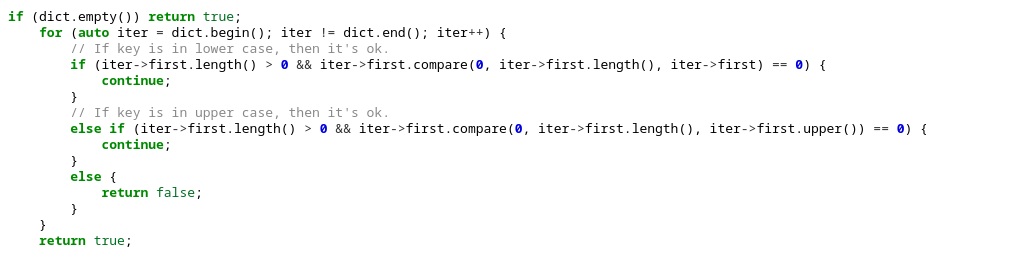 if (dict.empty()) return true;
    for (auto iter = dict.begin(); iter != dict.end(); iter++) {
        // If key is in lower case, then it's ok.
        if (iter->first.length() > 0 && iter->first.compare(0, iter->first.length(), iter->first) == 0) {
            continue;
        }
        // If key is in upper case, then it's ok.
        else if (iter->first.length() > 0 && iter->first.compare(0, iter->first.length(), iter->first.upper()) == 0) {
            continue;
        }
        else {
            return false;
        }
    }
    return true;